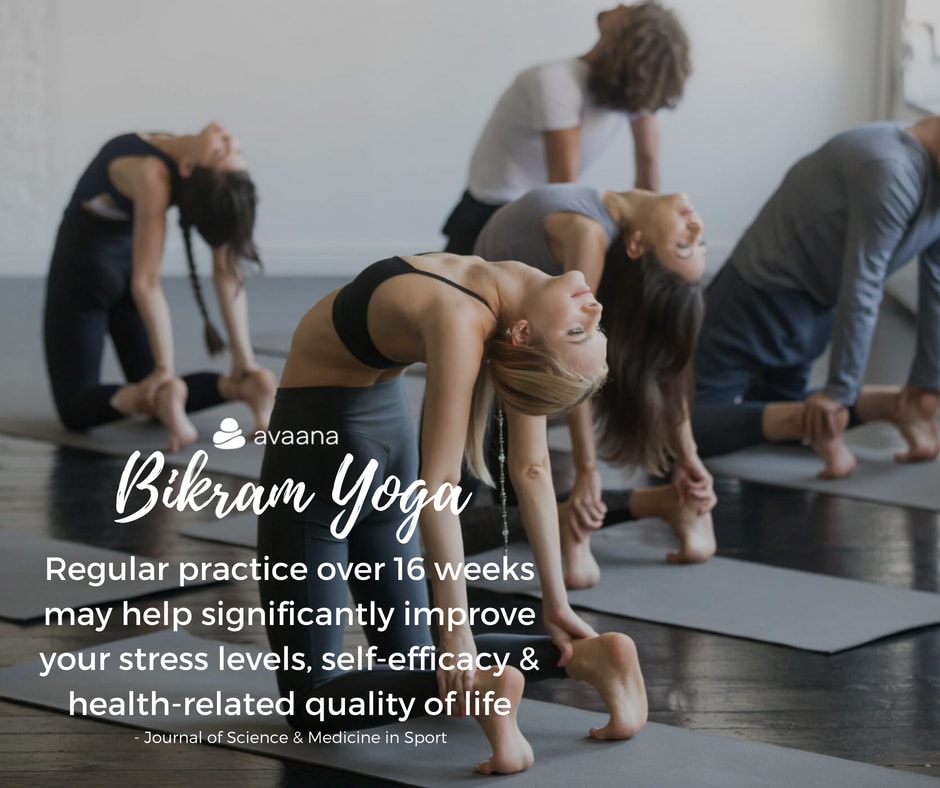 avaana
Bikram Yoga
Regular practice over 16 weeks
may help significantly improve
your stress levels, self-efficacy &
health-related quality of life
- Journal of Science & Medicine in Sport